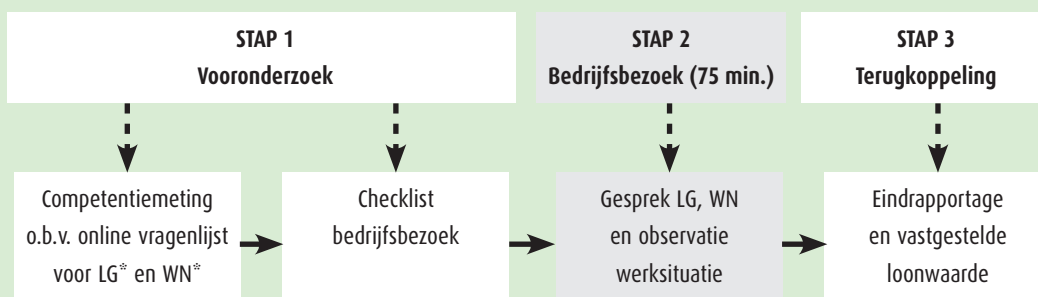 STAP 1
Vooronderzoek
STAP 2
Bedrijfsbezoek (75 min.)
STAP 3
Terugkoppeling
Competentiemeting
o.b.v. online vragenlijst
voor LG* en WN*
Checklist
bedrijfsbezoek
Gesprek LG, WN
en observatie
werksituatie
Eindrapportage
en vastgestelde
loonwaarde